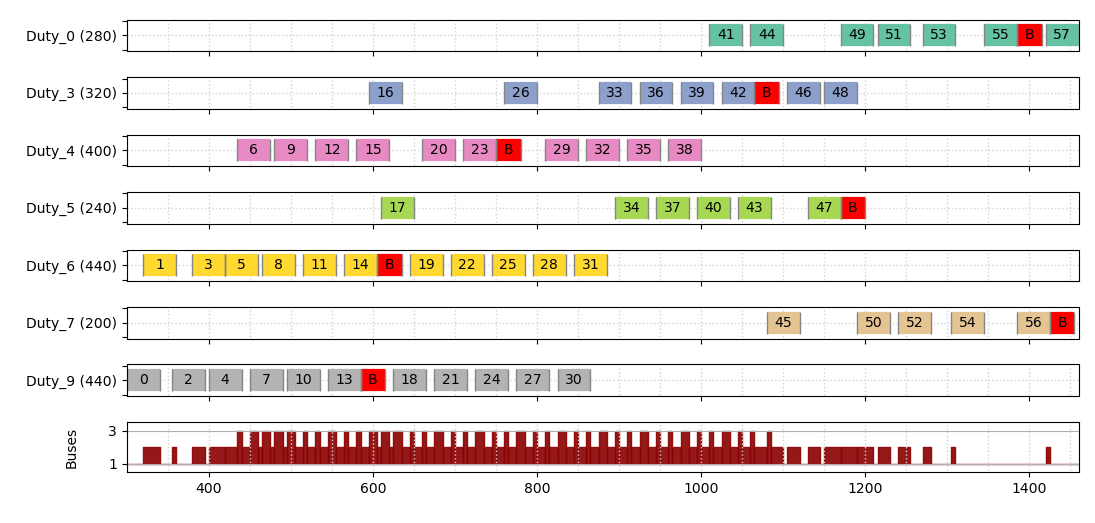 Duty_0 (280) 41 44 49 51 53 55 B 57
Duty_3 (320) 16 26 33 36 39 42 B 46 48
Duty_4 (400) 6 9 12 15 20 23 B 29 32 35 38
Duty_5 (240) 17 34 37 40 43 47 B
Duty_6 (440) 1 3 5 8 11 14 B 19 22 25 28 31
Duty_7 (200) 45 50 52 54 56 B
Duty_9 (440) 0 2 4 7 10 13 B 18 21 24 27 30
Buses
3
1
400 600 800 1000 1200 1400